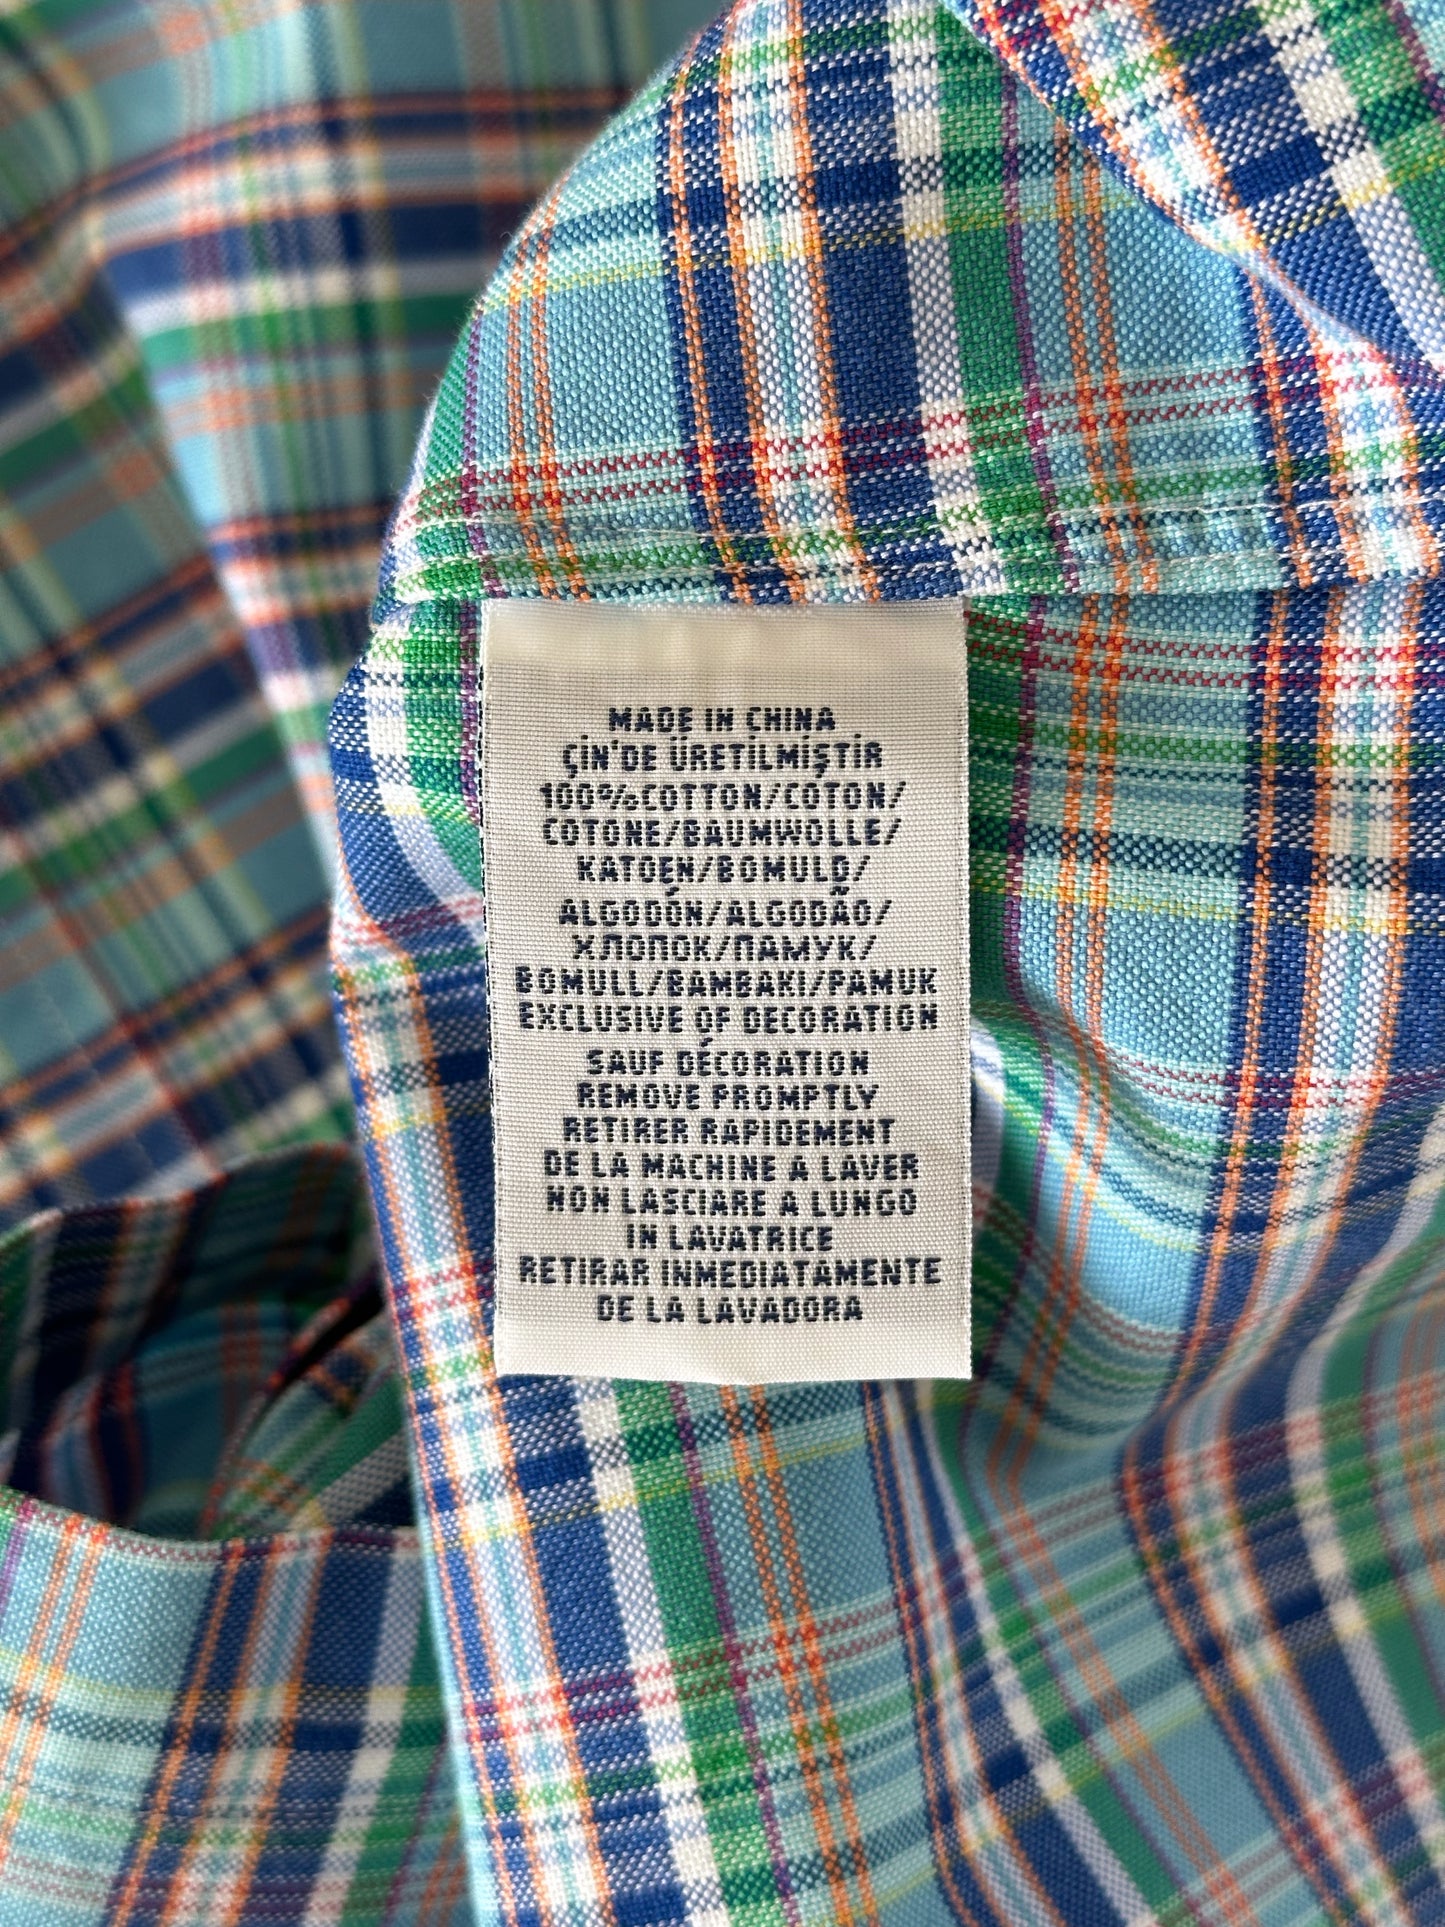 MADE IN CHINA
ÇİN'DE ÜRETİLMİŞTİR
100%COTTON/COTON/
COTONE/BAUMWOLLE/
KATOEN/BOMULD/
ALGODÓN/ALGODÃO/
ХЛОПОК/ПАМУК/
BOMULL/BAMBAKI/PAMUK
EXCLUSIVE OF DECORATION
SAUF DÉCORATION
REMOVE PROMPTLY
RETIRER RAPIDEMENT
DE LA MACHINE A LAVER
NON LASCIARE A LUNGO
IN LAVATRICE
RETIRAR INMEDIATAMENTE
DE LA LAVADORA